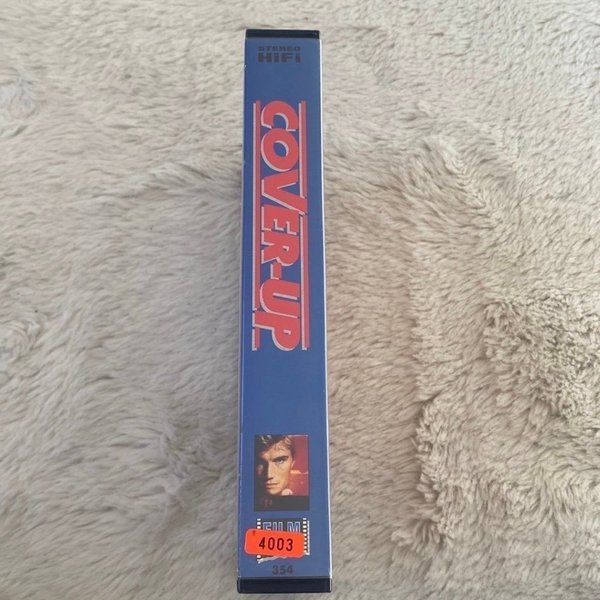 STEREO
HiFi
COVER-UP
FILM
4003
354